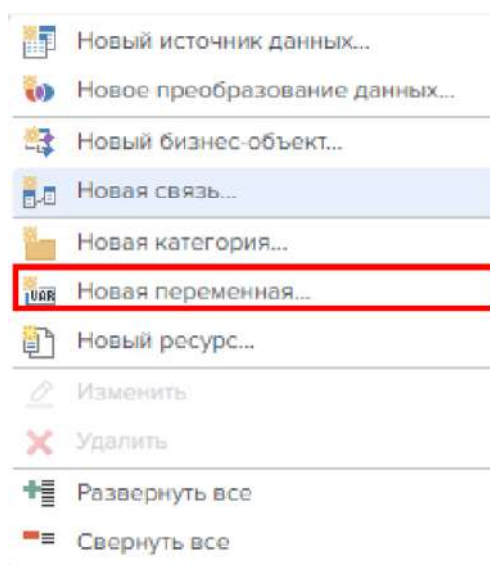 Новый источник данных...
Новое преобразование данных...
Новый бизнес-объект...
Новая связь...
Новая категория...
VAR Новая переменная...
Новый ресурс...
Изменить
Удалить
Развернуть все
Свернуть все